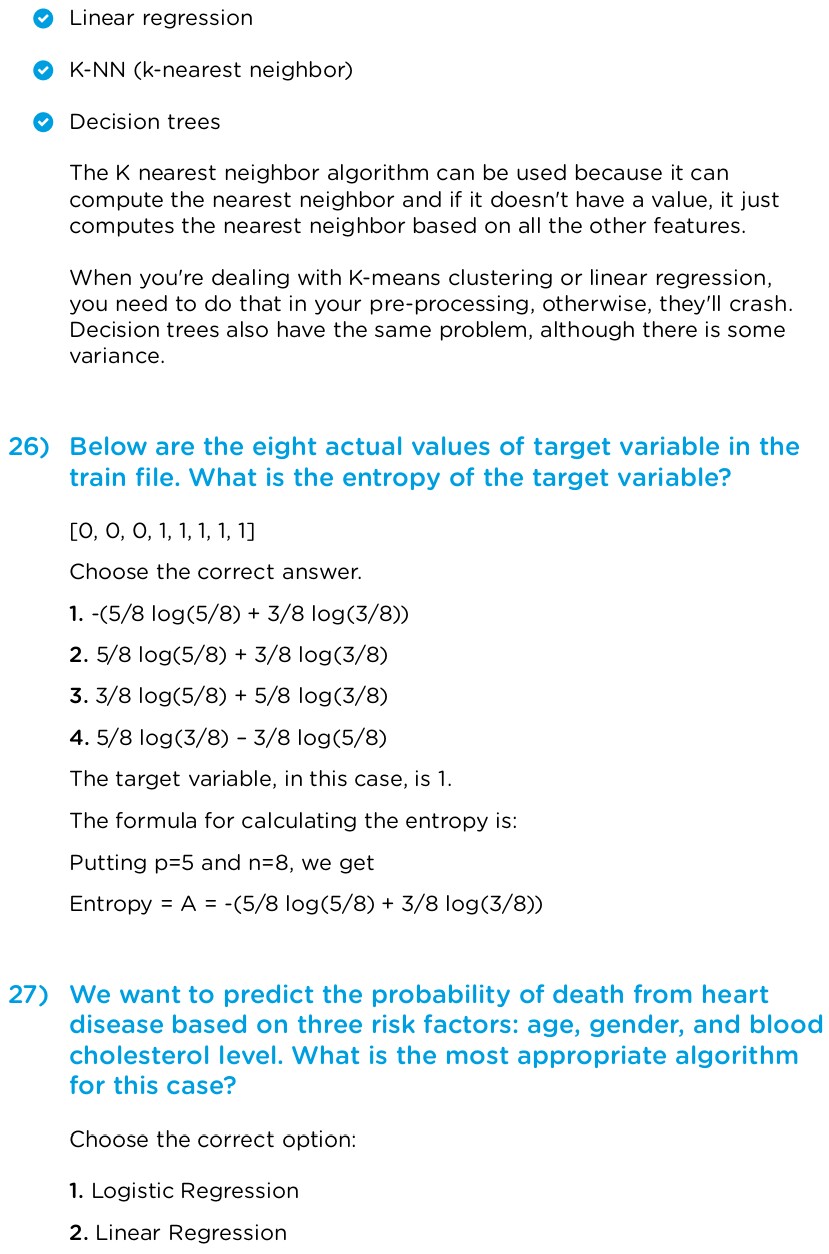 Linear regression
K-NN (k-nearest neighbor)
Decision trees
The K nearest neighbor algorithm can be used because it can
compute the nearest neighbor and if it doesn't have a value, it just
computes the nearest neighbor based on all the other features.
When you're dealing with K-means clustering or linear regression,
you need to do that in your pre-processing, otherwise, they'll crash.
Decision trees also have the same problem, although there is some
variance.
26) Below are the eight actual values of target variable in the
train file. What is the entropy of the target variable?
[0, 0, 0, 1, 1, 1, 1, 1]
Choose the correct answer.
1. -(5/8 log(5/8) + 3/8 log(3/8))
2. 5/8 log(5/8) + 3/8 log(3/8)
3. 3/8 log(5/8) + 5/8 log(3/8)
4. 5/8 log(3/8) – 3/8 log(5/8)
The target variable, in this case, is 1.
The formula for calculating the entropy is:
Putting p=5 and n=8, we get
Entropy = A = -(5/8 log(5/8) + 3/8 log(3/8))
27) We want to predict the probability of death from heart
disease based on three risk factors: age, gender, and blood
cholesterol level. What is the most appropriate algorithm
for this case?
Choose the correct option:
1. Logistic Regression
2. Linear Regression